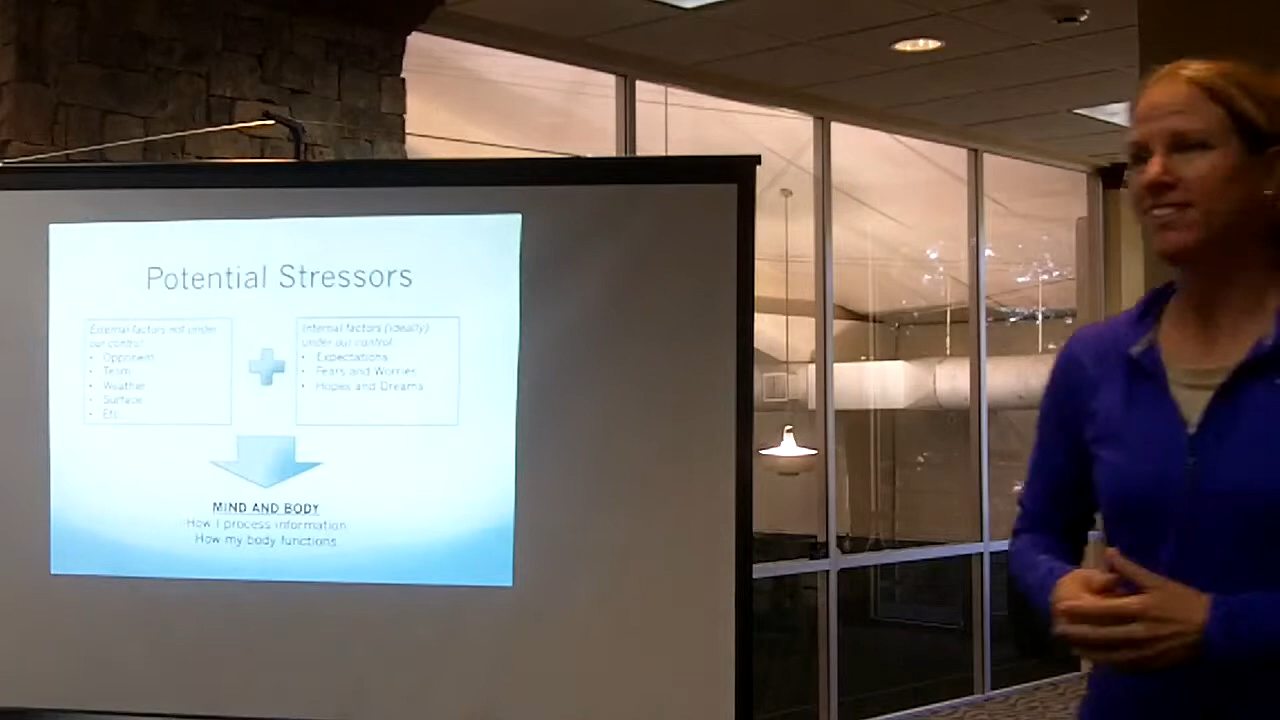 Potential Stressors
External factors not under
our control
• Opponent
• Team
• Weather
• Surface
• Etc.
Internal factors (ideally)
under our control
• Expectations
• Fears and Worries
• Hopes and Dreams
MIND AND BODY
How I process information
How my body functions